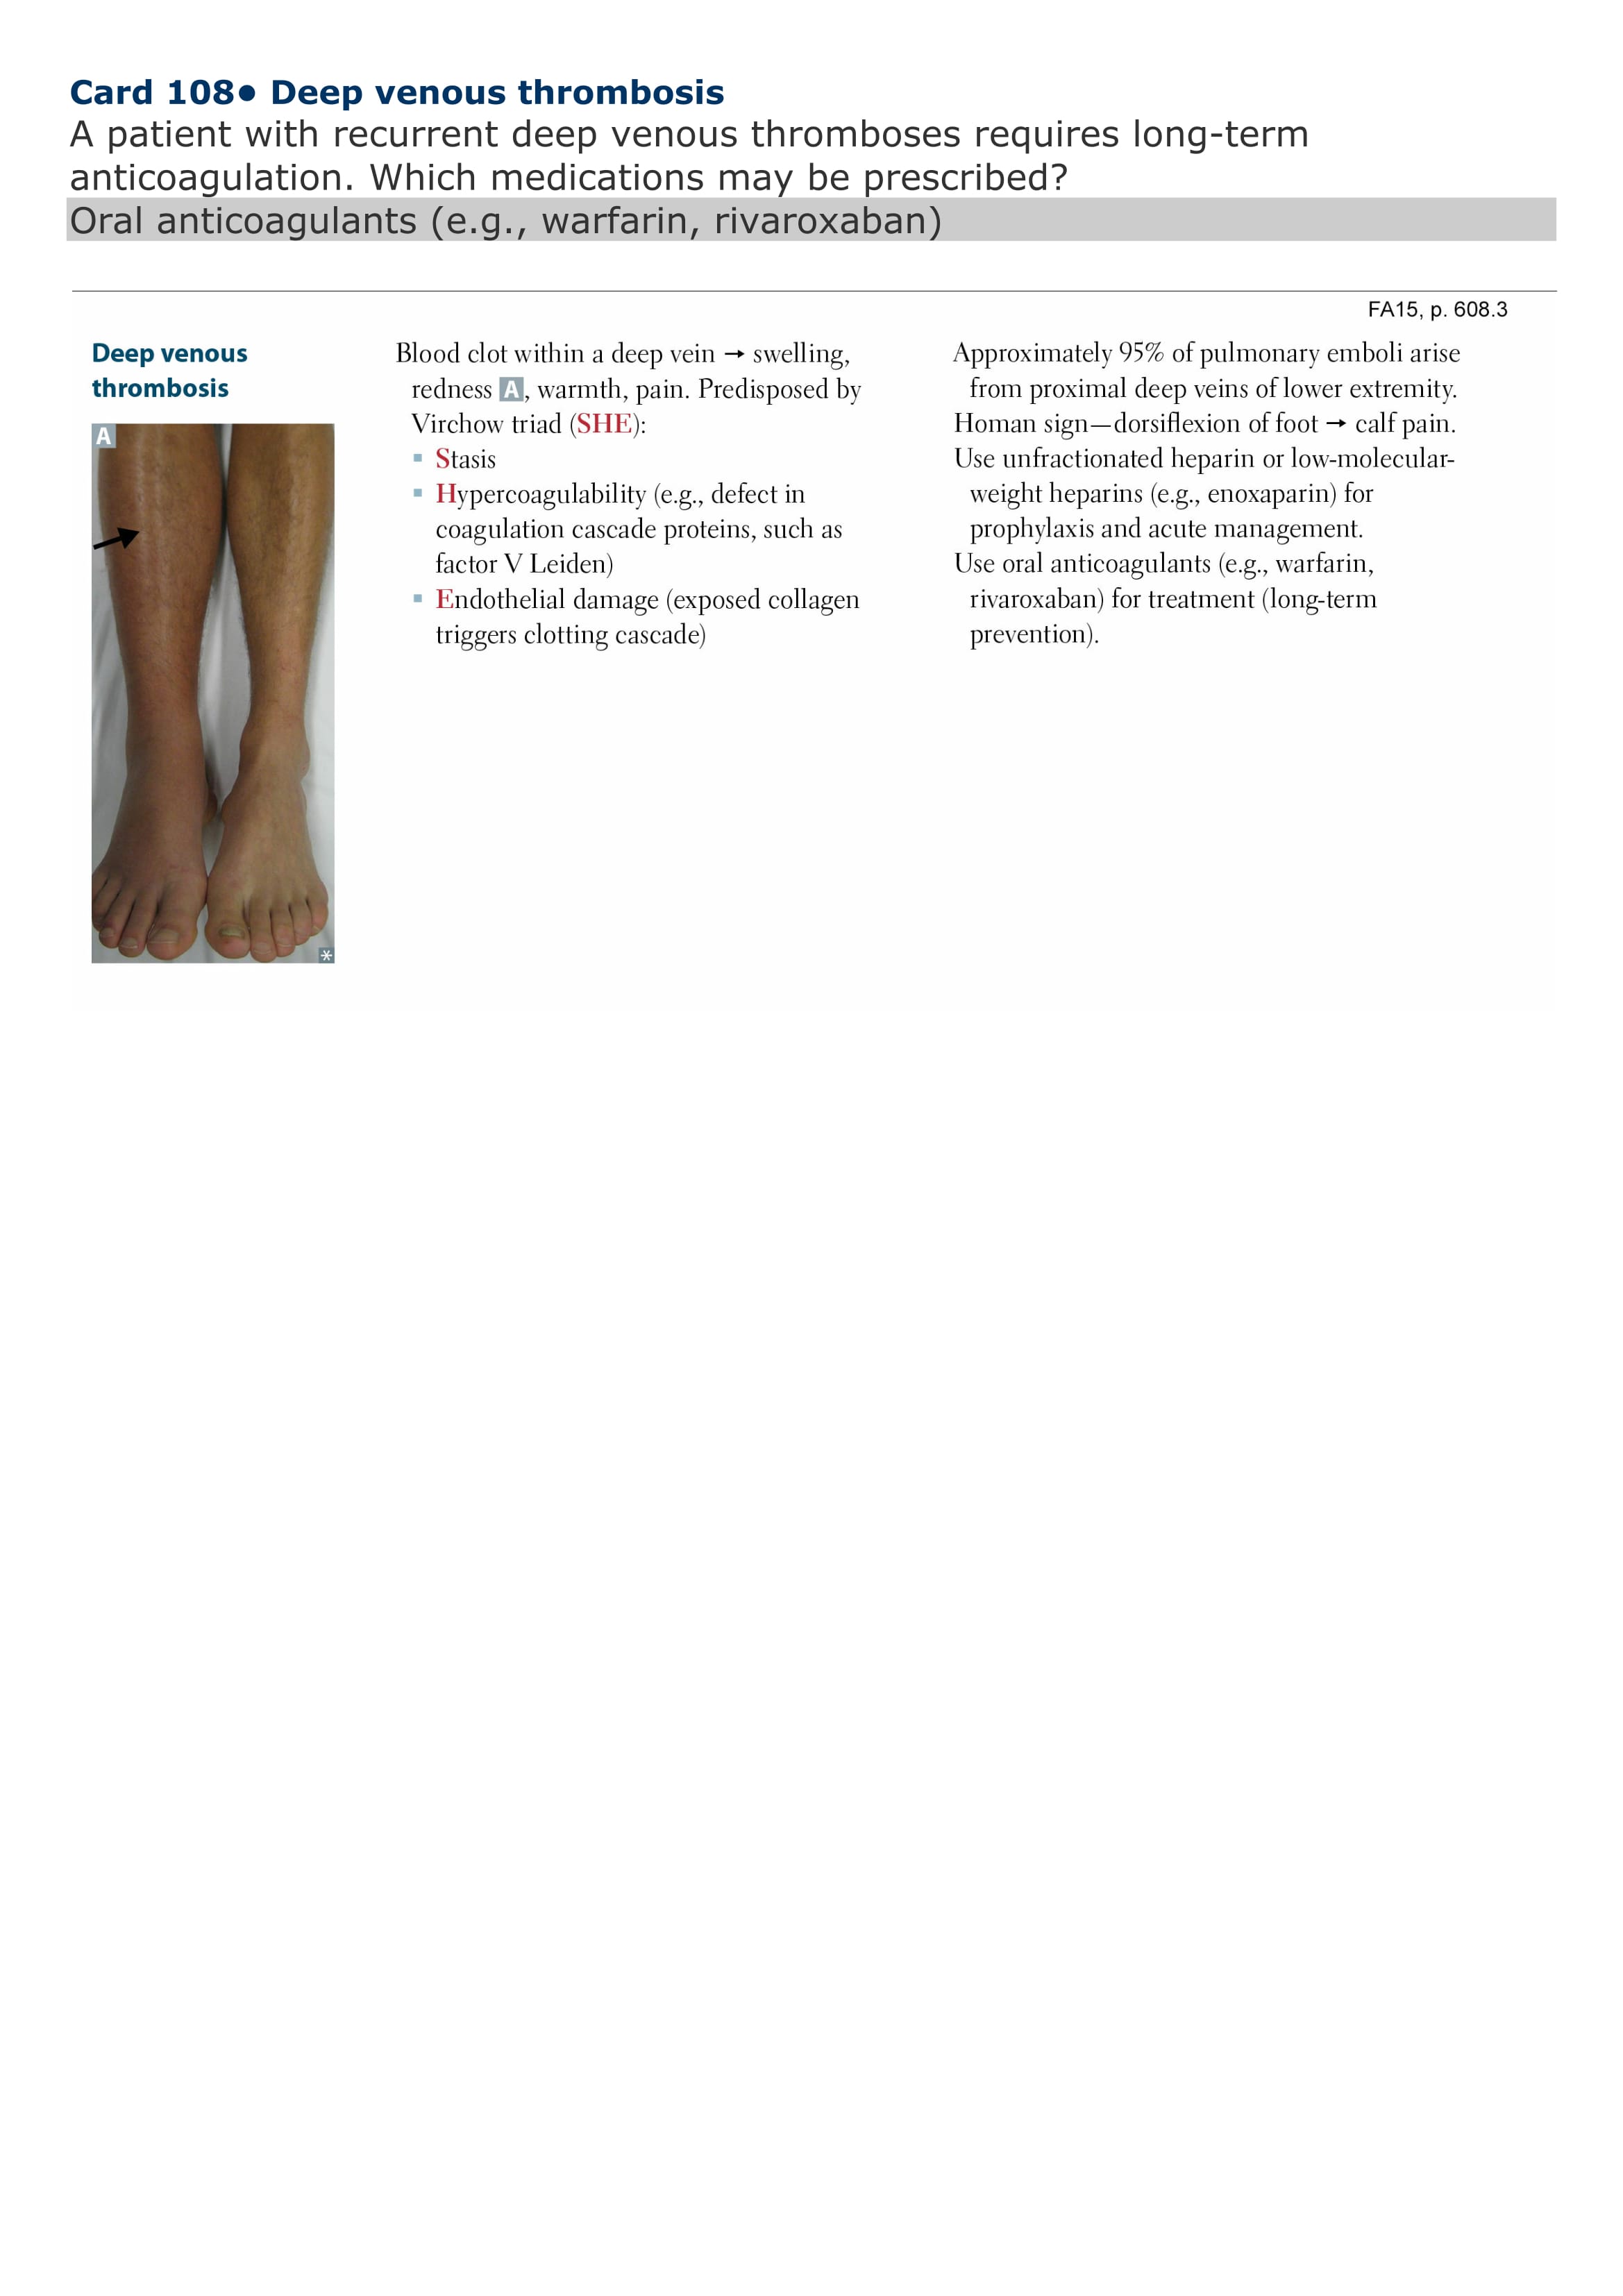 Card 108• Deep venous thrombosis
A patient with recurrent deep venous thromboses requires long-term
anticoagulation. Which medications may be prescribed?
Oral anticoagulants (e.g., warfarin, rivaroxaban)
FA15, p. 608.3
Deep venous
thrombosis
A
*
Blood clot within a deep vein → swelling,
redness A, warmth, pain. Predisposed by
Virchow triad (SHE):
▪ Stasis
▪ Hypercoagulability (e.g., defect in
coagulation cascade proteins, such as
factor V Leiden)
▪ Endothelial damage (exposed collagen
triggers clotting cascade)
Approximately 95% of pulmonary emboli arise
from proximal deep veins of lower extremity.
Homan sign—dorsiflexion of foot → calf pain.
Use unfractionated heparin or low-molecular-
weight heparins (e.g., enoxaparin) for
prophylaxis and acute management.
Use oral anticoagulants (e.g., warfarin,
rivaroxaban) for treatment (long-term
prevention).